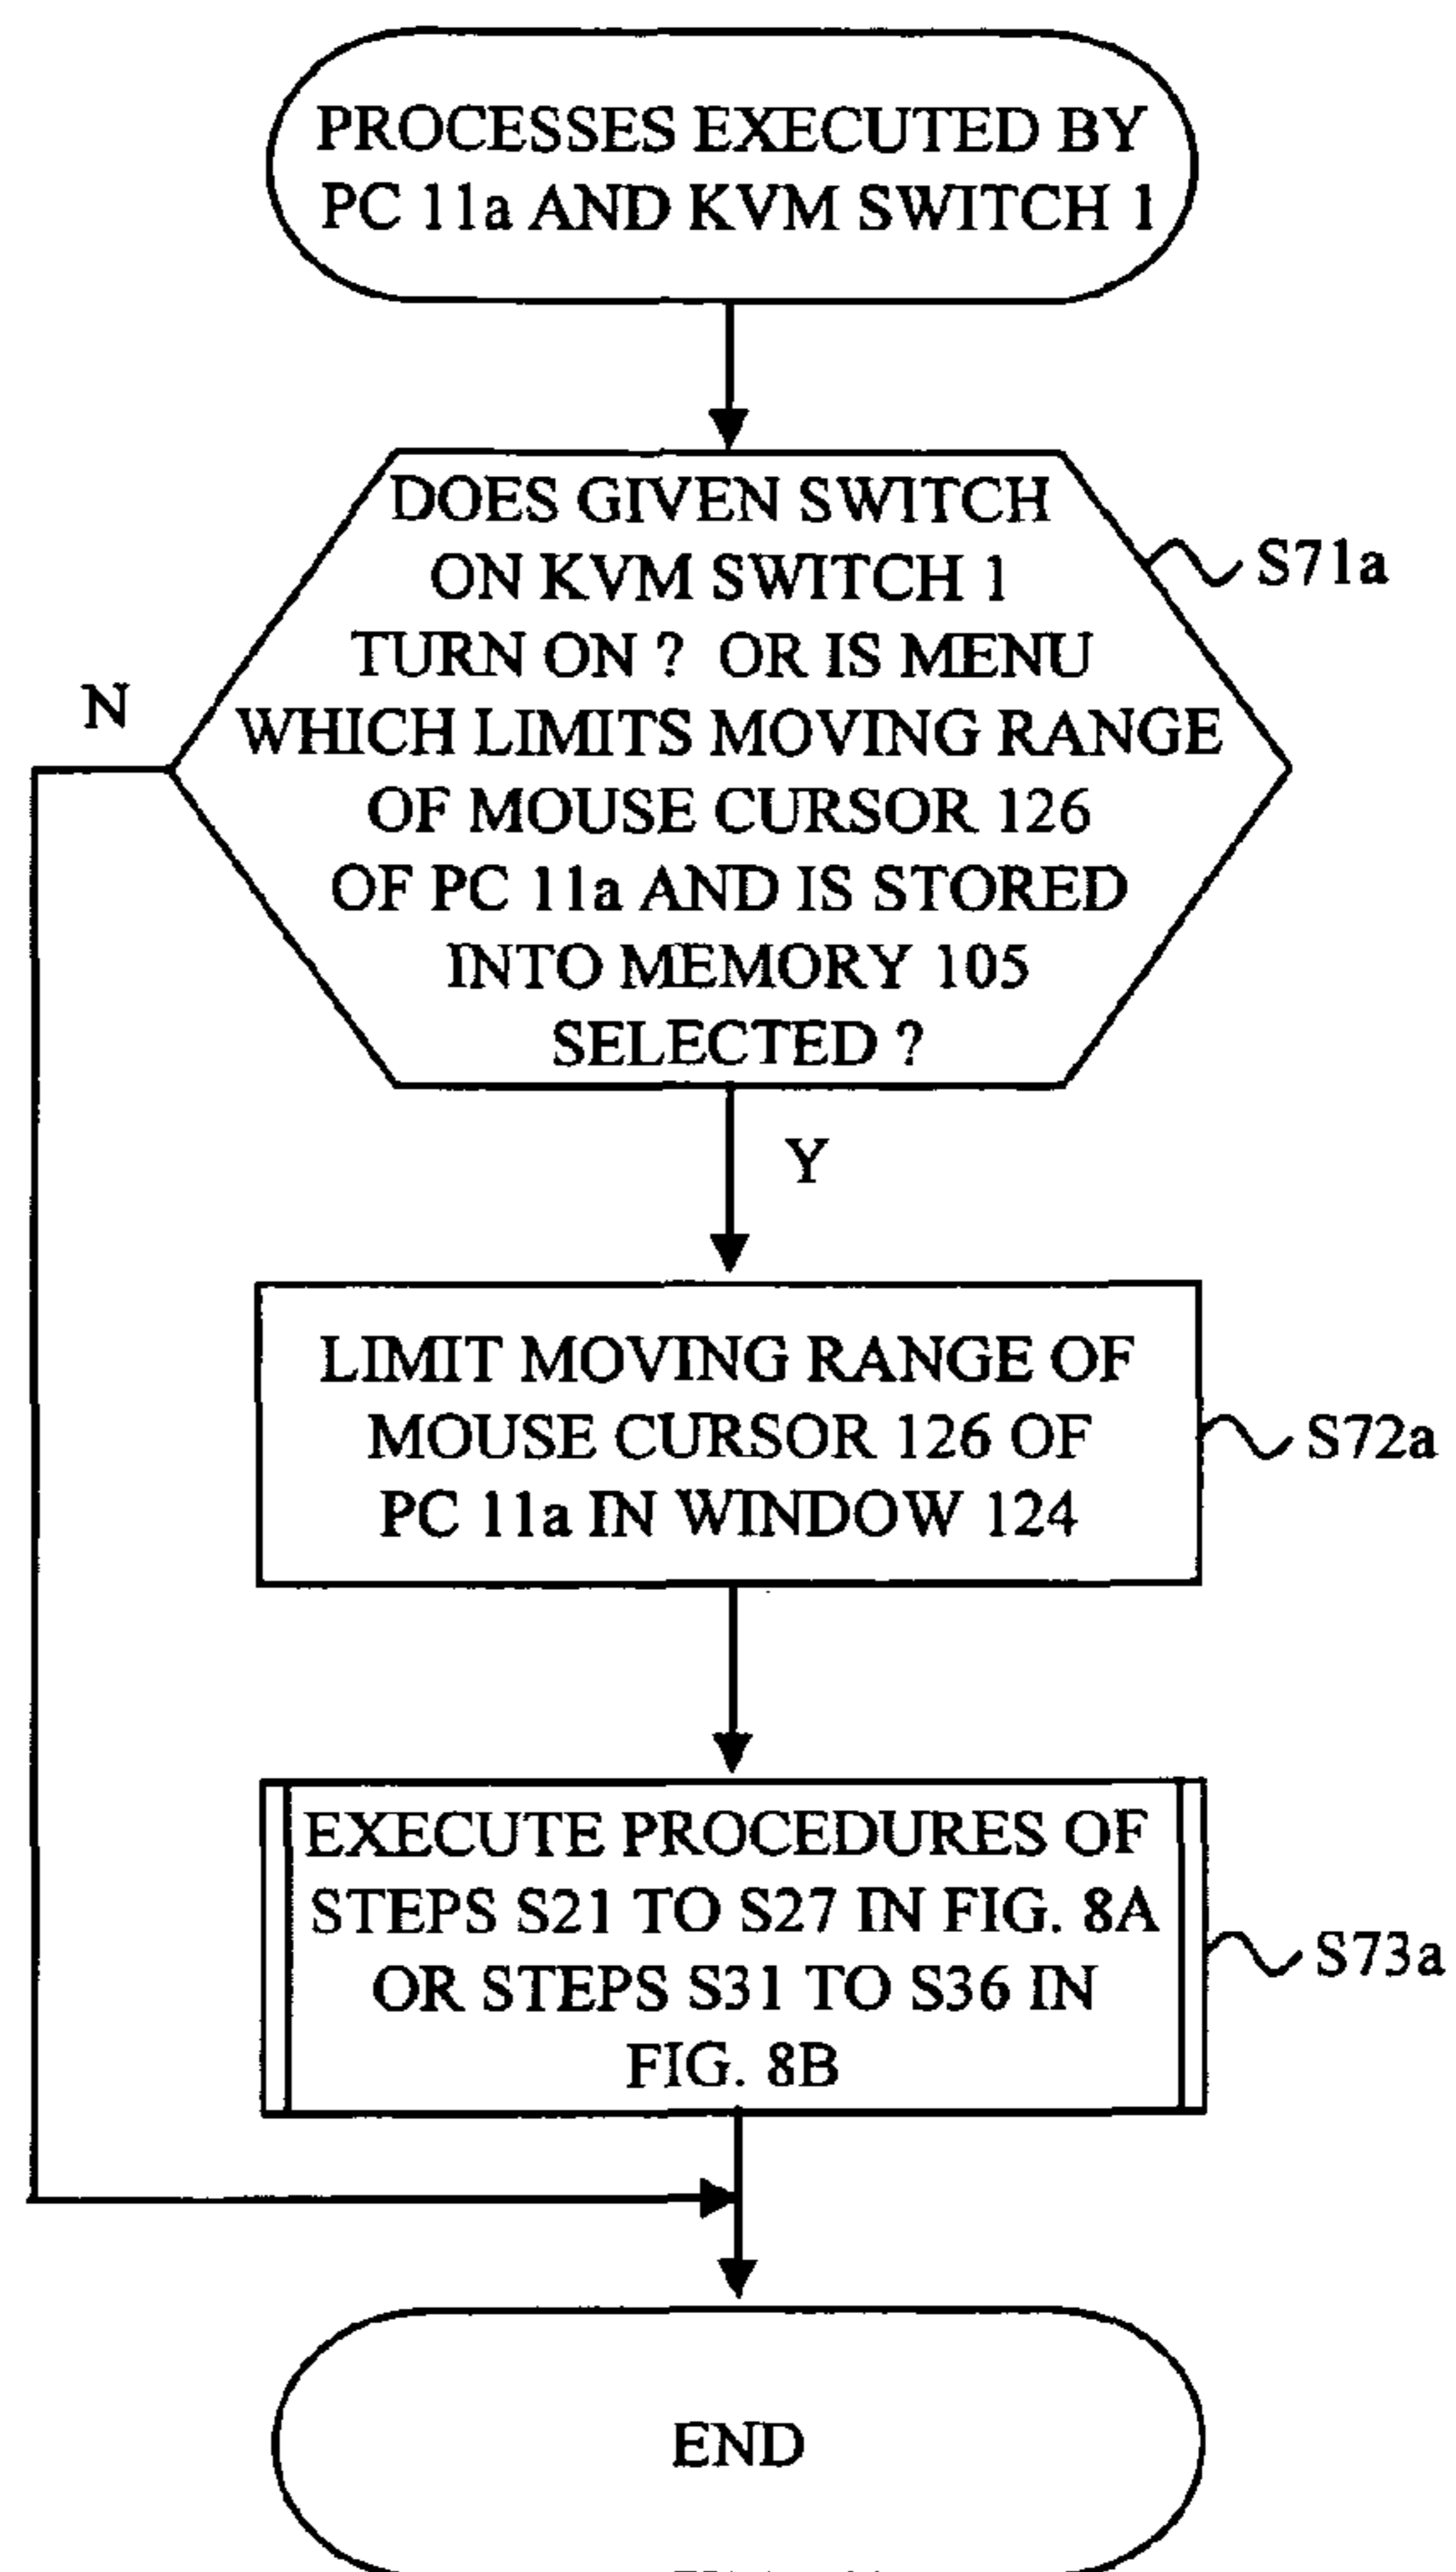 PROCESSES EXECUTED BY
PC 11a AND KVM SWITCH 1
DOES GIVEN SWITCH
ON KVM SWITCH 1
TURN ON ? OR IS MENU
WHICH LIMITS MOVING RANGE
OF MOUSE CURSOR 126
OF PC 11a AND IS STORED
INTO MEMORY 105
SELECTED ?
S71a
N
Y
LIMIT MOVING RANGE OF
MOUSE CURSOR 126 OF
PC 11a IN WINDOW 124
S72a
EXECUTE PROCEDURES OF
STEPS S21 TO S27 IN FIG. 8A
OR STEPS S31 TO S36 IN
FIG. 8B
S73a
END